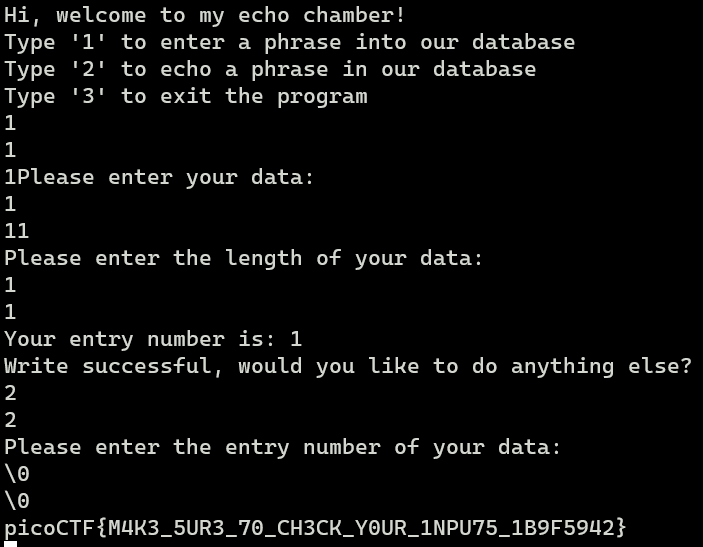 Hi, welcome to my echo chamber!
Type '1' to enter a phrase into our database
Type '2' to echo a phrase in our database
Type '3' to exit the program
1
1
1Please enter your data:
1
11
Please enter the length of your data:
1
1
Your entry number is: 1
Write successful, would you like to do anything else?
2
2
Please enter the entry number of your data:
\0
\0
picoCTF{M4K3_5UR3_70_CH3CK_Y0UR_1NPU75_1B9F5942}